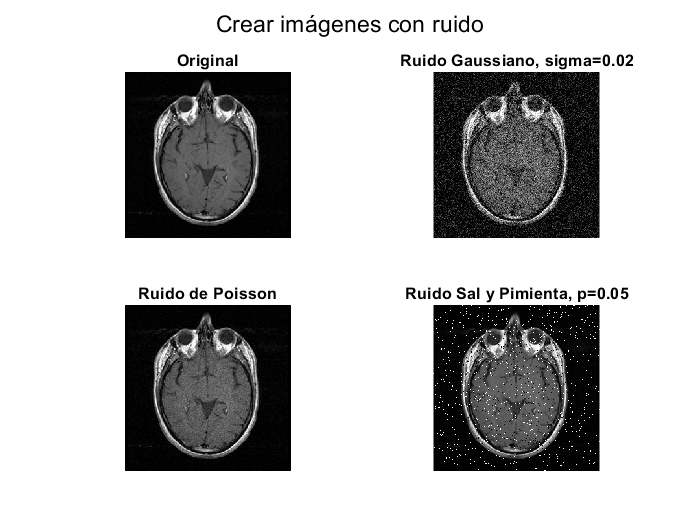 Crear imágenes con ruido
Original
Ruido Gaussiano, sigma=0.02
Ruido de Poisson
Ruido Sal y Pimienta, p=0.05